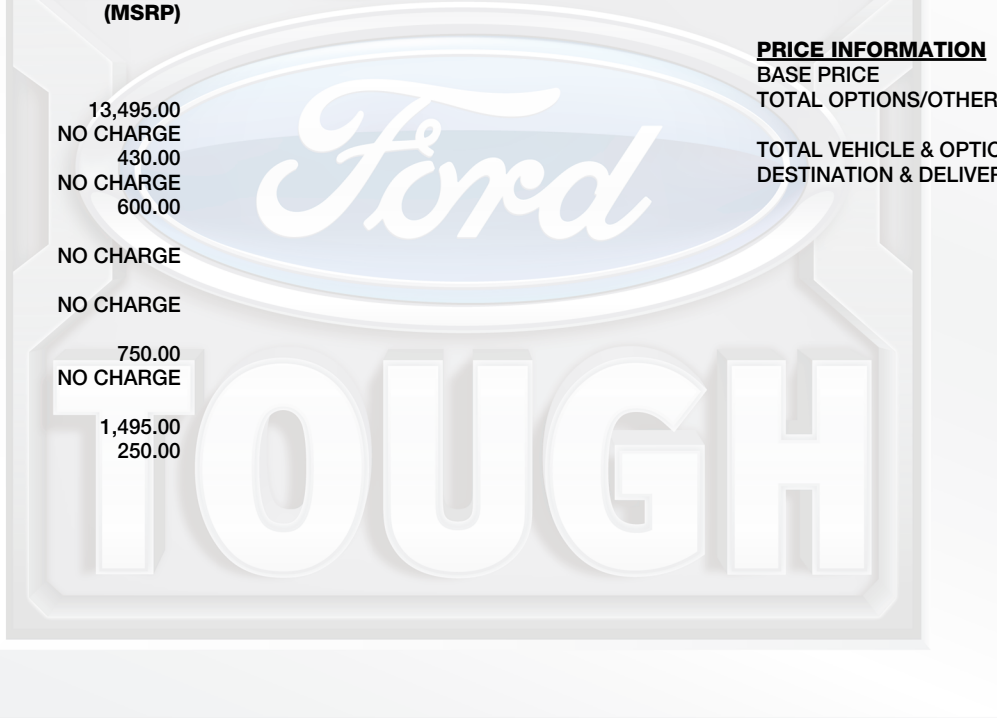 (MSRP)
13,495.00
NO CHARGE
430.00
NO CHARGE
600.00
NO CHARGE
NO CHARGE
750.00
NO CHARGE
1,495.00
250.00
PRICE INFORMATION
BASE PRICE
TOTAL OPTIONS/OTHER
TOTAL VEHICLE & OPTIO
DESTINATION & DELIVER
Ford
TOUGH